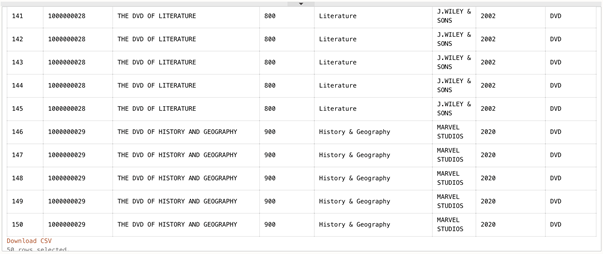 141 1000000028 THE DVD OF LITERATURE 800 Literature J.WILEY & SONS 2002 DVD
142 1000000028 THE DVD OF LITERATURE 800 Literature J.WILEY & SONS 2002 DVD
143 1000000028 THE DVD OF LITERATURE 800 Literature J.WILEY & SONS 2002 DVD
144 1000000028 THE DVD OF LITERATURE 800 Literature J.WILEY & SONS 2002 DVD
145 1000000028 THE DVD OF LITERATURE 800 Literature J.WILEY & SONS 2002 DVD
146 1000000029 THE DVD OF HISTORY AND GEOGRAPHY 900 History & Geography MARVEL STUDIOS 2020 DVD
147 1000000029 THE DVD OF HISTORY AND GEOGRAPHY 900 History & Geography MARVEL STUDIOS 2020 DVD
148 1000000029 THE DVD OF HISTORY AND GEOGRAPHY 900 History & Geography MARVEL STUDIOS 2020 DVD
149 1000000029 THE DVD OF HISTORY AND GEOGRAPHY 900 History & Geography MARVEL STUDIOS 2020 DVD
150 1000000029 THE DVD OF HISTORY AND GEOGRAPHY 900 History & Geography MARVEL STUDIOS 2020 DVD
Download CSV
50 rows selected